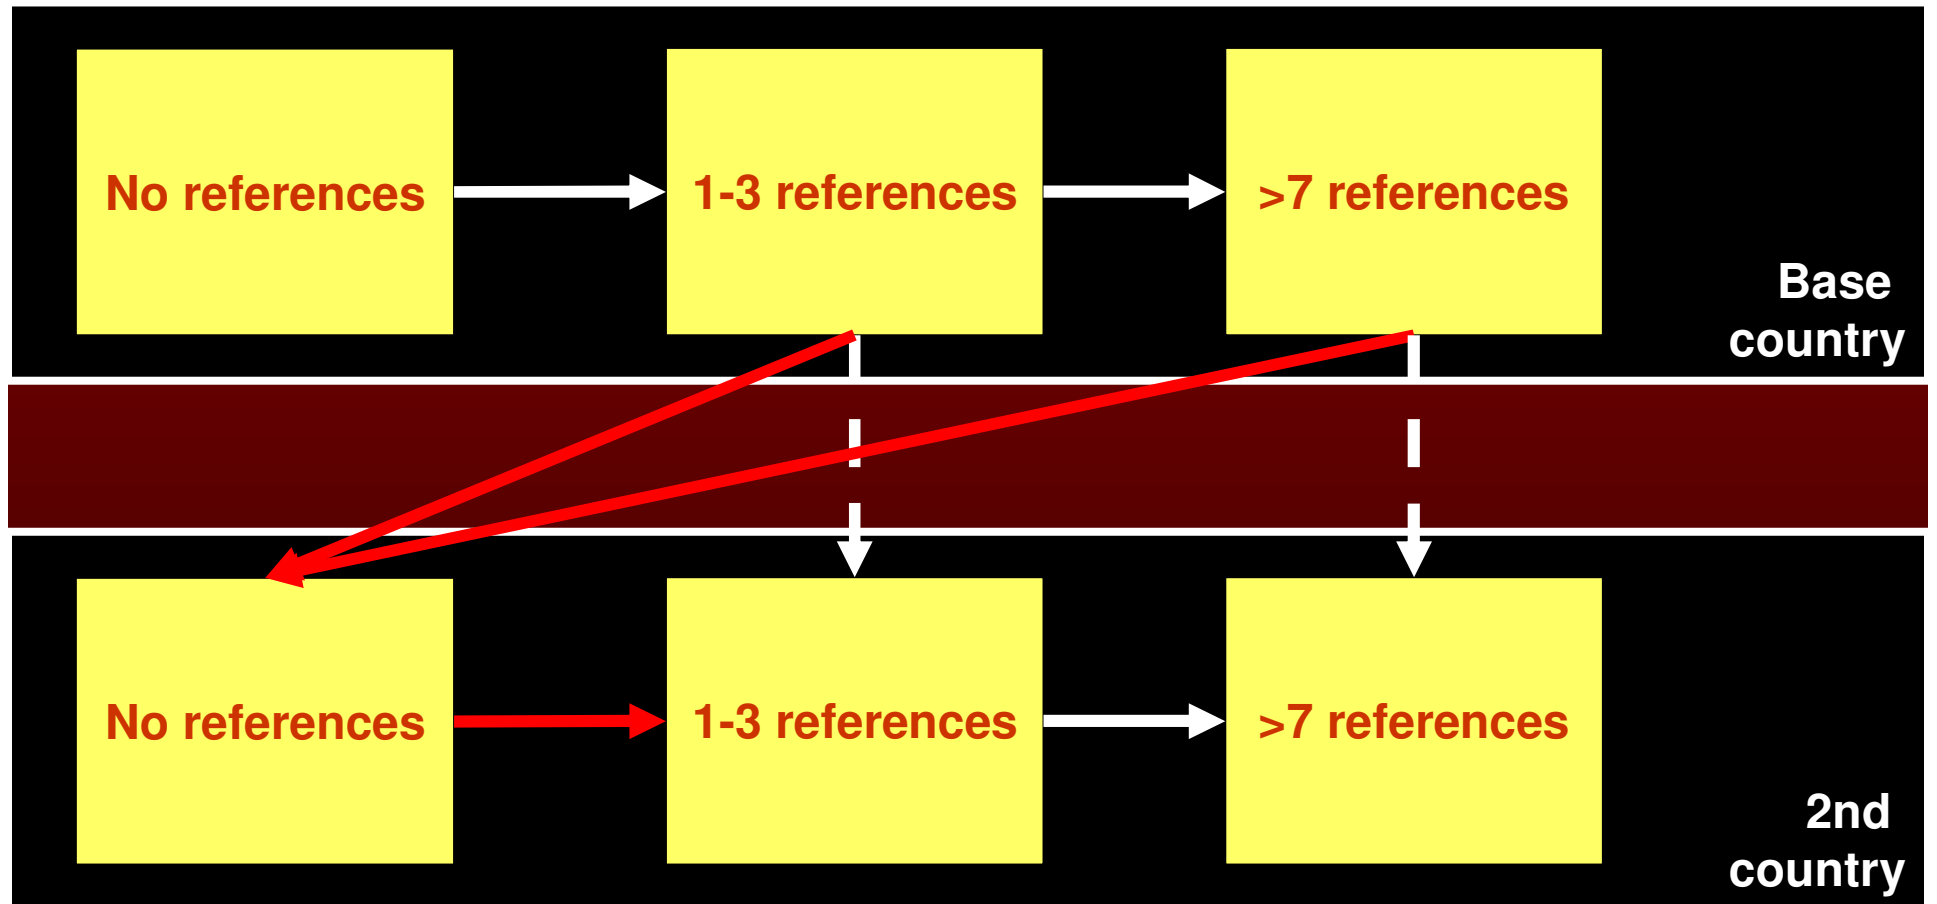 No references
1-3 references
>7 references
Base
country
No references
1-3 references
>7 references
2nd
country